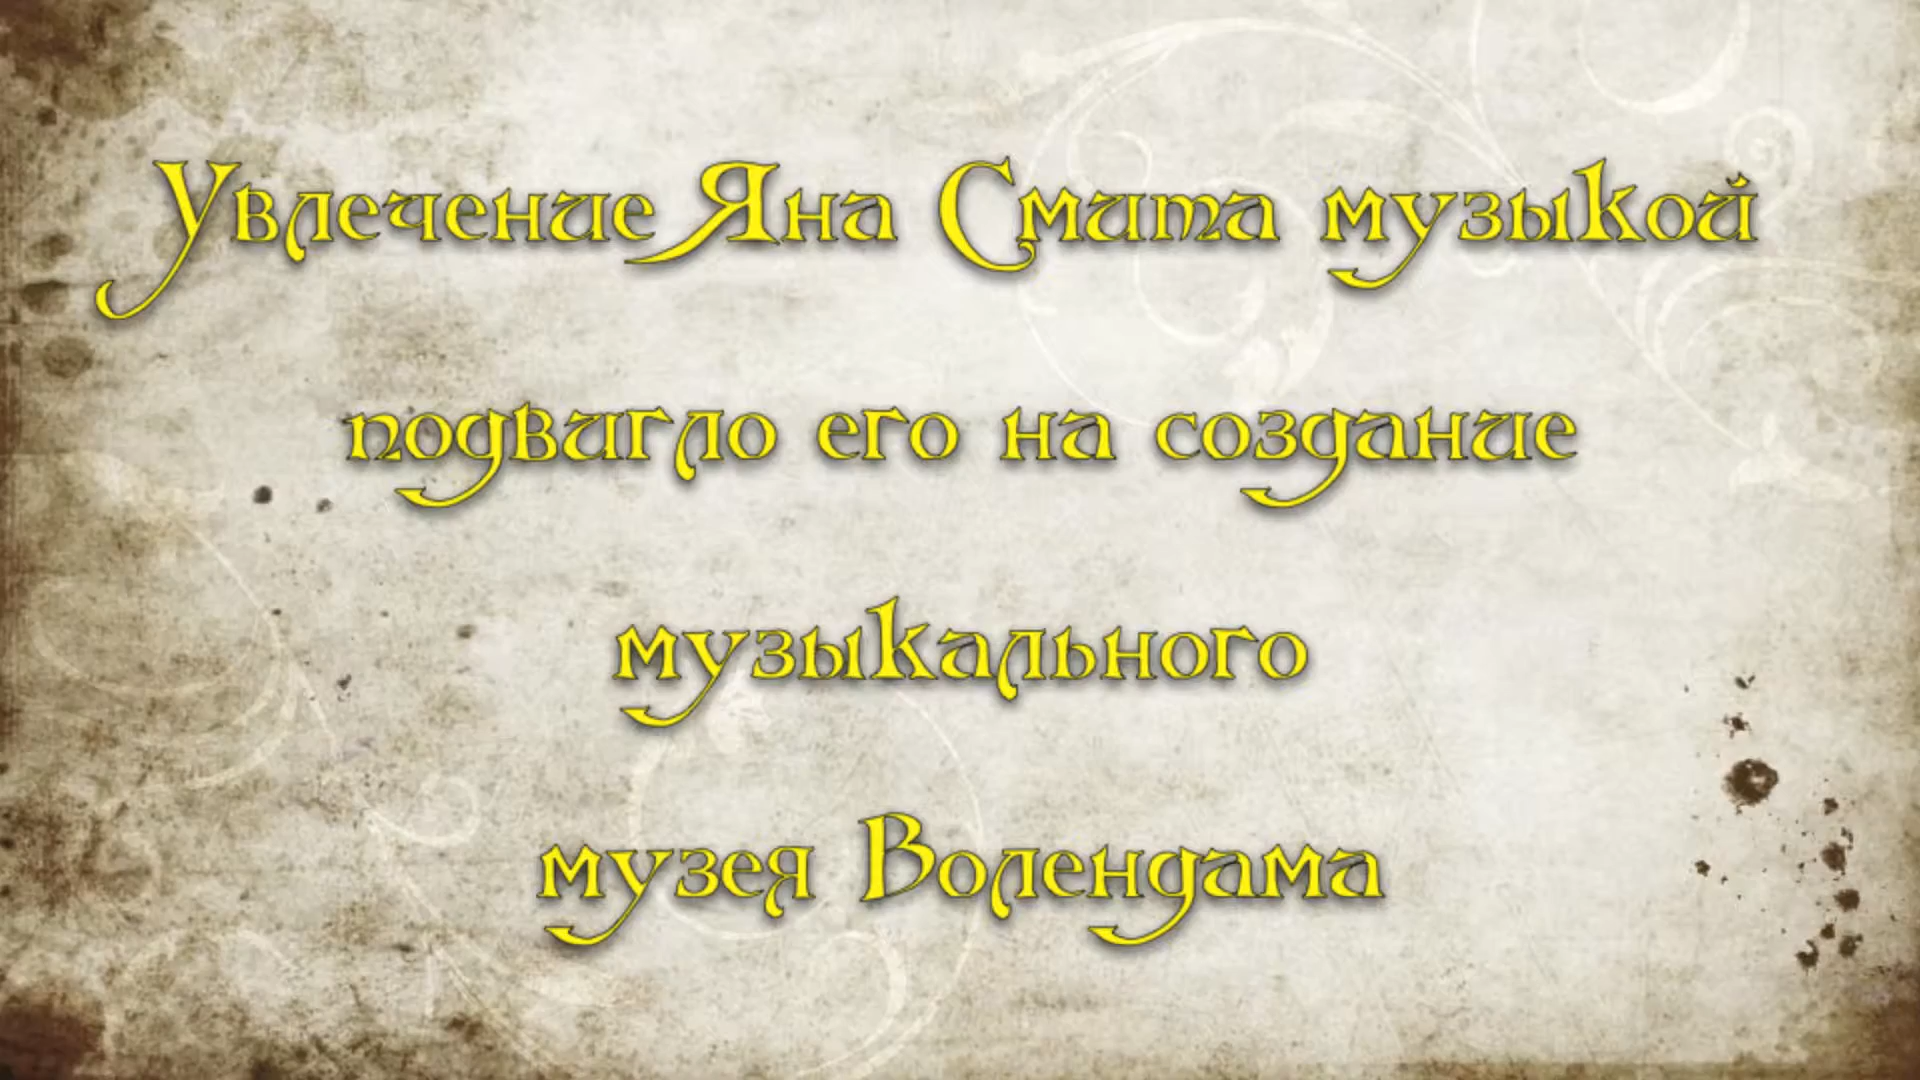 Увлечение Яна Смита музыкой
подвигло его на создание
музыкального
музея Волендама